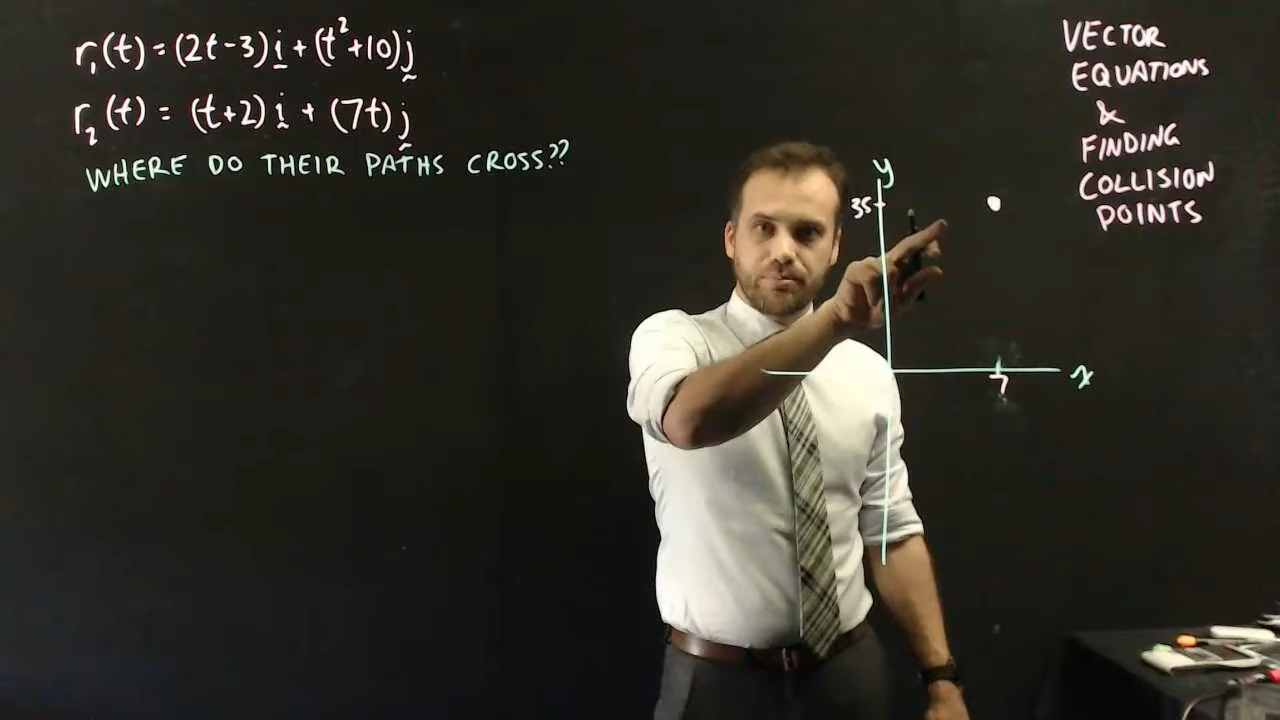 r₁(t) = (2t-3)i + (t²+10)j
r₂(t) = (t+2)i + (7t)j
WHERE DO THEIR PATHS CROSS??
VECTOR
EQUATIONS
&
FINDING
COLLISION
POINTS
y
35
x
7